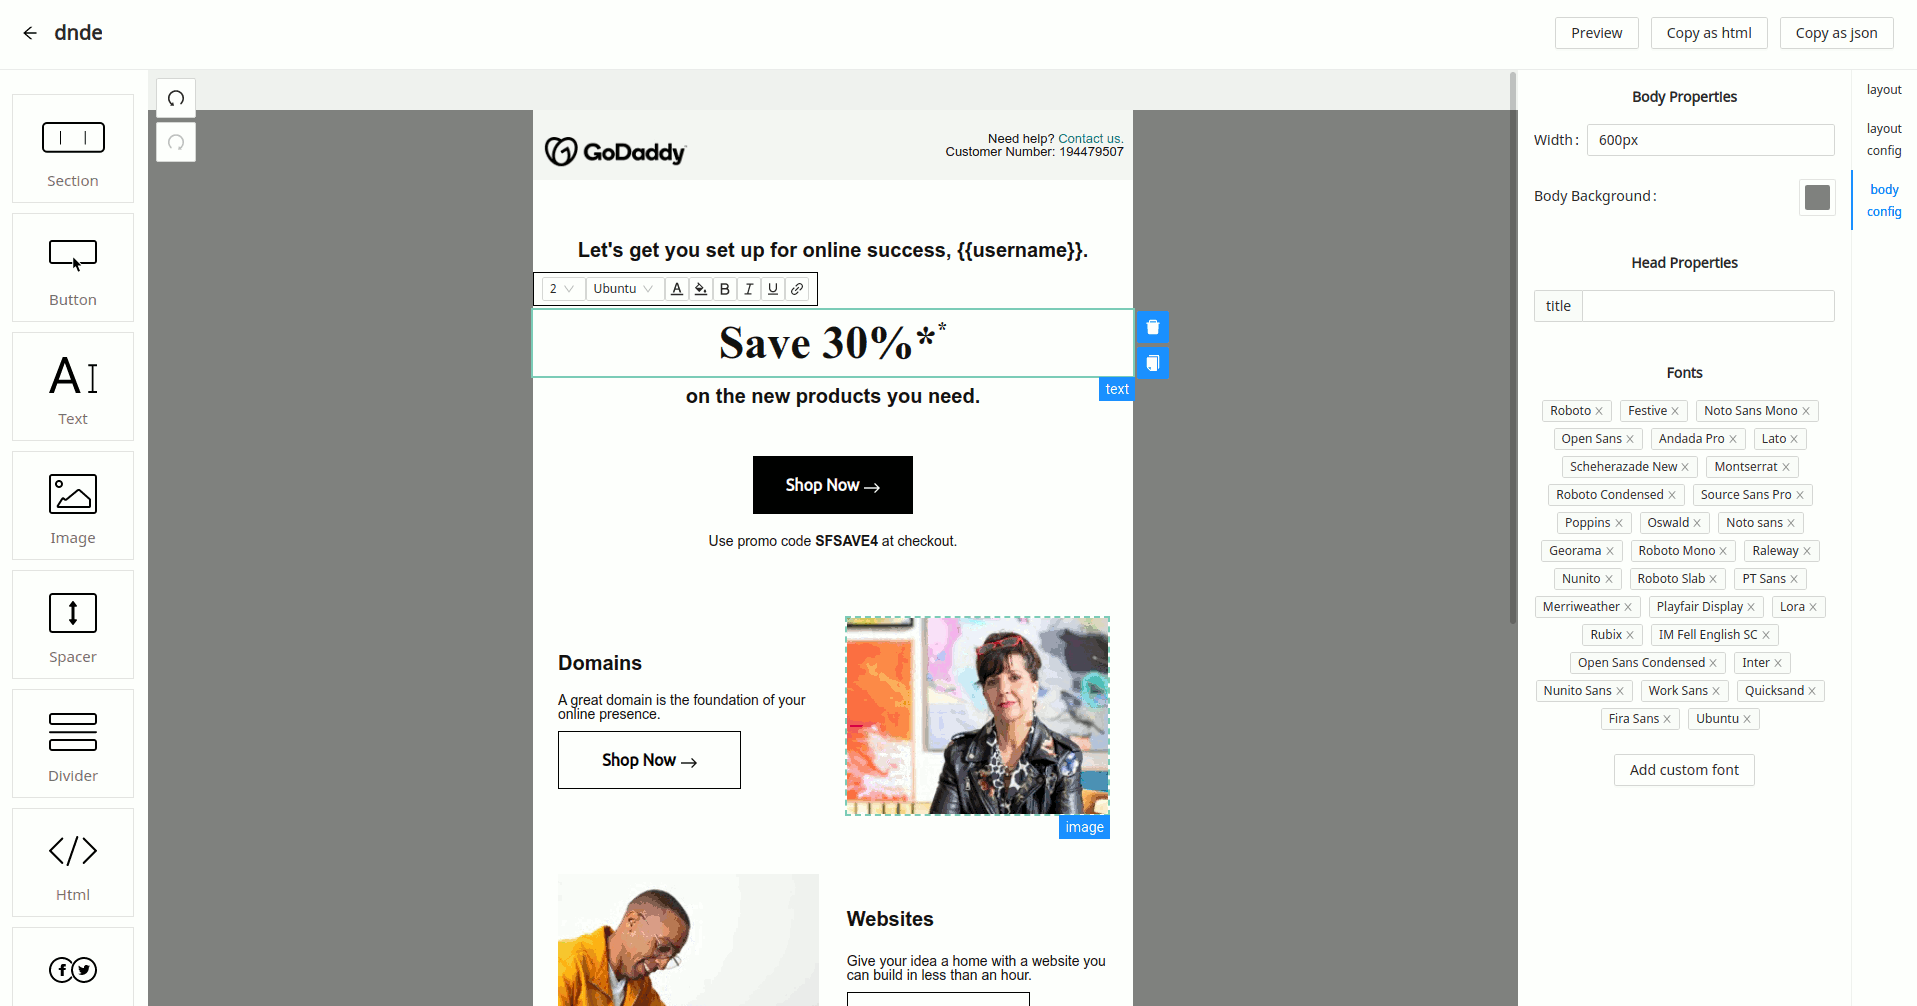 dnde
Preview
Copy as html
Copy as json
Section
Button
Text
Image
Spacer
Divider
Html
GoDaddy
Need help? Contact us.
Customer Number: 194479507
Let's get you set up for online success, {{username}}.
2
Ubuntu
A
B
I
U
Save 30%**
text
on the new products you need.
Shop Now →
Use promo code SFSAVE4 at checkout.
Domains
A great domain is the foundation of your
online presence.
Shop Now →
image
Websites
Give your idea a home with a website you
can build in less than an hour.
Body Properties
Width :
600px
Body Background :
Head Properties
title
Fonts
Roboto
Festive
Noto Sans Mono
Open Sans
Andada Pro
Lato
Scheherazade New
Montserrat
Roboto Condensed
Source Sans Pro
Poppins
Oswald
Noto sans
Georama
Roboto Mono
Raleway
Nunito
Roboto Slab
PT Sans
Merriweather
Playfair Display
Lora
Rubix
IM Fell English SC
Open Sans Condensed
Inter
Nunito Sans
Work Sans
Quicksand
Fira Sans
Ubuntu
Add custom font
layout
layout
config
body
config